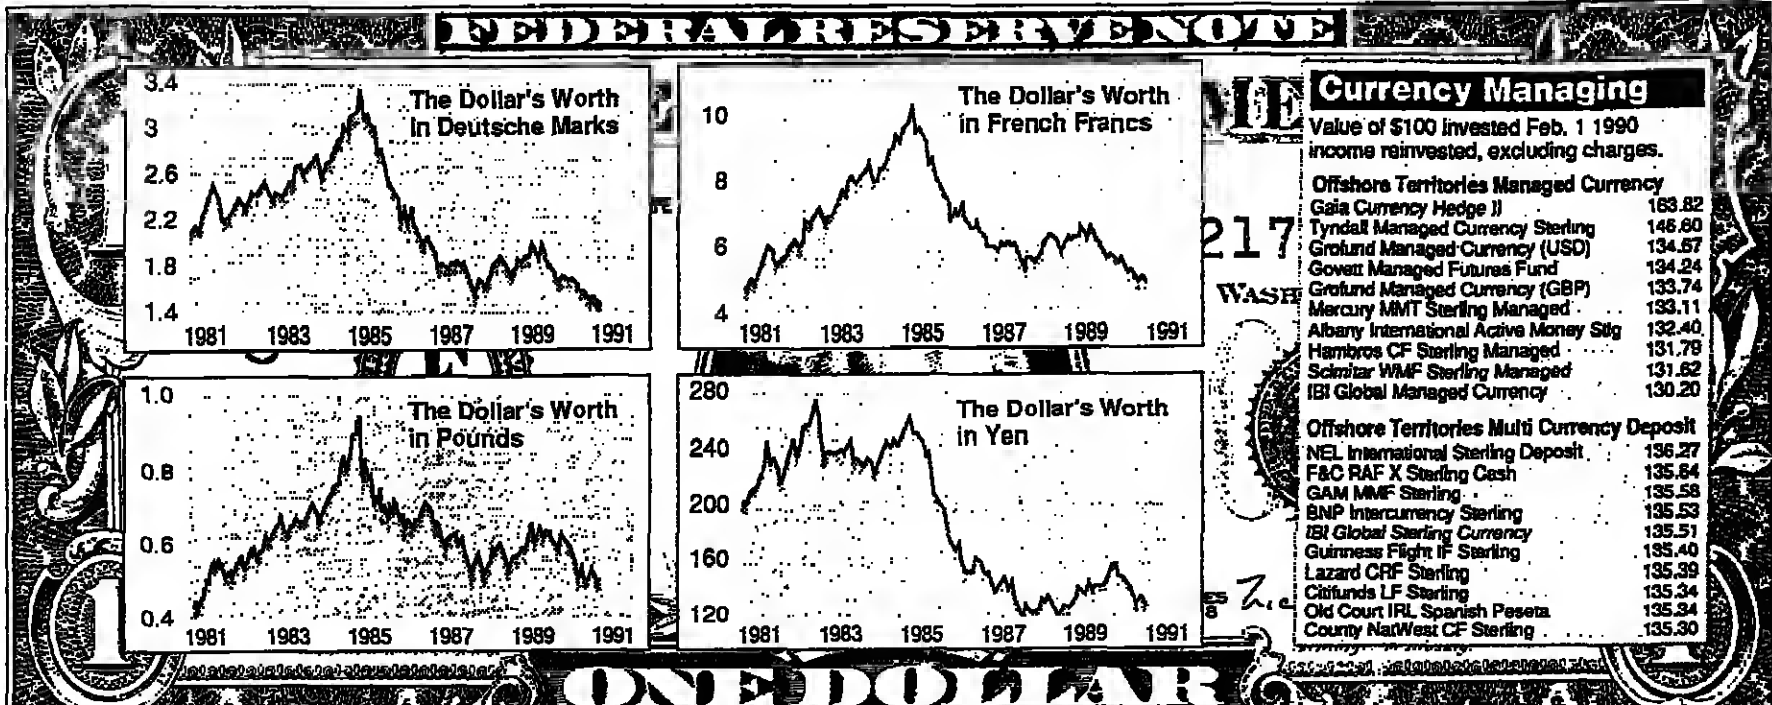 FEDERAL RESERVE NOTE
The Dollar's Worth
in Deutsche Marks
3.4
3
2.6
2.2
1.8
1.4
1981 1983 1985 1987 1989 1991
The Dollar's Worth
in French Francs
10
8
6
4
1981 1983 1985 1987 1989 1991
The Dollar's Worth
in Pounds
1.0
0.8
0.6
0.4
1981 1983 1985 1987 1989 1991
The Dollar's Worth
in Yen
280
240
200
160
120
1981 1983 1985 1987 1989 1991
217
WASH
Currency Managing
Value of $100 invested Feb. 1 1990
income reinvested, excluding charges.
Offshore Territories Managed Currency
Gaia Currency Hedge II 163.82
Tyndall Managed Currency Sterling 146.60
Grofund Managed Currency (USD) 134.67
Govett Managed Futures Fund 134.24
Grofund Managed Currency (GBP) 133.74
Mercury MMT Sterling Managed 133.11
Albany International Active Money Stlg 132.40
Hambros CF Sterling Managed 131.79
Scimitar WMF Sterling Managed 131.62
IBI Global Managed Currency 130.20
Offshore Territories Multi Currency Deposit
NEL International Sterling Deposit 136.27
F&C RAF X Sterling Cash 135.64
GAM MMF Sterling 135.58
BNP Intercurrency Sterling 135.53
IBI Global Sterling Currency 135.51
Guinness Flight IF Sterling 135.40
Lazard CRF Sterling 135.39
Citifunds LF Sterling 135.34
Old Court IRL Spanish Peseta 135.34
County NatWest CF Sterling 135.30
ONE DOLLAR